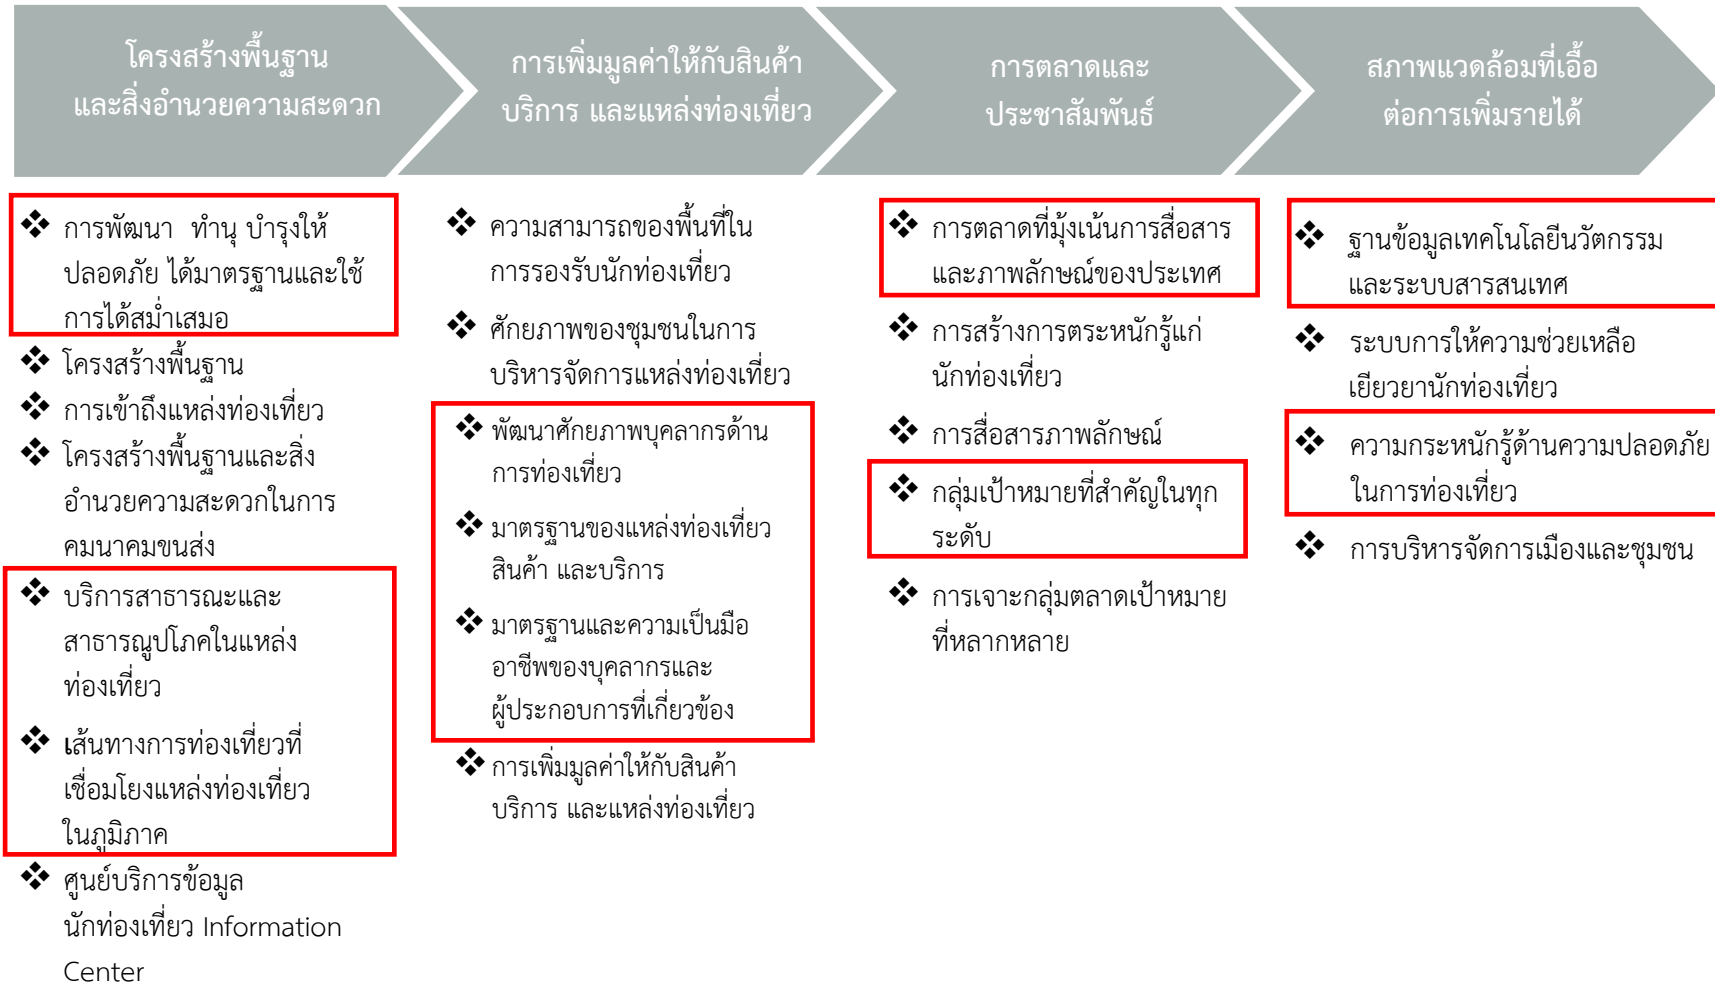 โครงสร้างพื้นฐาน
และสิ่งอำนวยความสะดวก
การเพิ่มมูลค่าให้กับสินค้า
บริการ และแหล่งท่องเที่ยว
การตลาดและ
ประชาสัมพันธ์
สภาพแวดล้อมที่เอื้อ
ต่อการเพิ่มรายได้
❖ การพัฒนา ทำนุ บำรุงให้
ปลอดภัย ได้มาตรฐานและใช้
การได้สม่ำเสมอ
❖ โครงสร้างพื้นฐาน
❖ การเข้าถึงแหล่งท่องเที่ยว
❖ โครงสร้างพื้นฐานและสิ่ง
อำนวยความสะดวกในการ
คมนาคมขนส่ง
❖ บริการสาธารณะและ
สาธารณูปโภคในแหล่ง
ท่องเที่ยว
❖ เส้นทางการท่องเที่ยวที่
เชื่อมโยงแหล่งท่องเที่ยว
ในภูมิภาค
❖ ศูนย์บริการข้อมูล
นักท่องเที่ยว Information
Center
❖ ความสามารถของพื้นที่ใน
การรองรับนักท่องเที่ยว
❖ ศักยภาพของชุมชนในการ
บริหารจัดการแหล่งท่องเที่ยว
❖ พัฒนาศักยภาพบุคลากรด้าน
การท่องเที่ยว
❖ มาตรฐานของแหล่งท่องเที่ยว
สินค้า และบริการ
❖ มาตรฐานและความเป็นมือ
อาชีพของบุคลากรและ
ผู้ประกอบการที่เกี่ยวข้อง
❖ การเพิ่มมูลค่าให้กับสินค้า
บริการ และแหล่งท่องเที่ยว
❖ การตลาดที่มุ้งเน้นการสื่อสาร
และภาพลักษณ์ของประเทศ
❖ การสร้างการตระหนักรู้แก่
นักท่องเที่ยว
❖ การสื่อสารภาพลักษณ์
❖ กลุ่มเป้าหมายที่สำคัญในทุก
ระดับ
❖ การเจาะกลุ่มตลาดเป้าหมาย
ที่หลากหลาย
❖ ฐานข้อมูลเทคโนโลยีนวัตกรรม
และระบบสารสนเทศ
❖ ระบบการให้ความช่วยเหลือ
เยียวยานักท่องเที่ยว
❖ ความกระหนักรู้ด้านความปลอดภัย
ในการท่องเที่ยว
❖ การบริหารจัดการเมืองและชุมชน